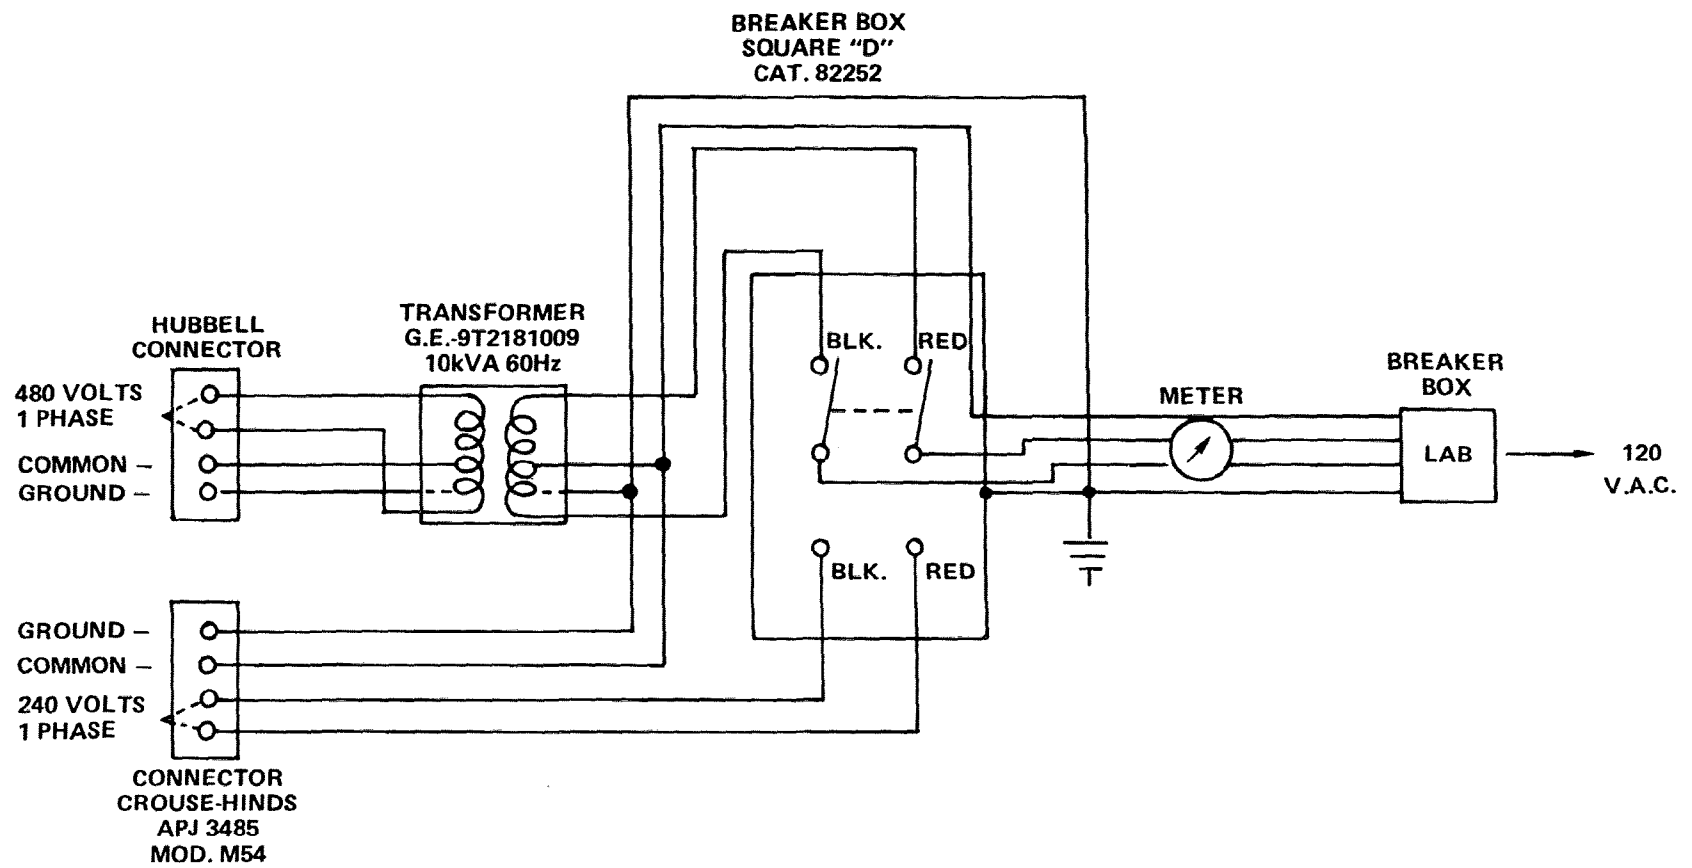 BREAKER BOX
SQUARE "D"
CAT. 82252
HUBBELL
CONNECTOR
480 VOLTS
1 PHASE
COMMON –
GROUND –
TRANSFORMER
G.E.-9T2181009
10kVA 60Hz
BLK.
RED
BLK.
RED
METER
BREAKER
BOX
LAB
120
V.A.C.
GROUND –
COMMON –
240 VOLTS
1 PHASE
CONNECTOR
CROUSE-HINDS
APJ 3485
MOD. M54